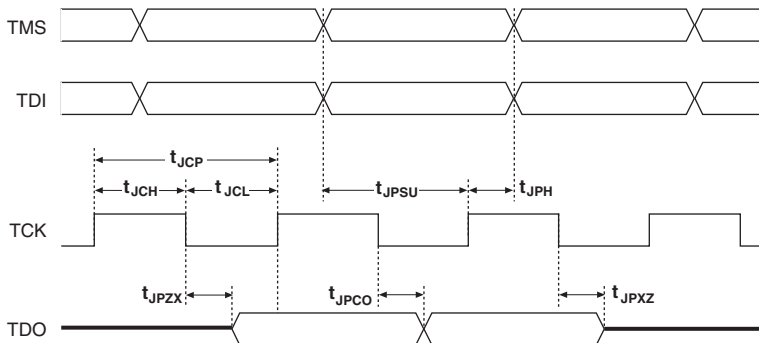 TMS
TDI
tJCP
tJCH
tJCL
tJPSU
tJPH
TCK
tJPZX
tJPCO
tJPXZ
TDO